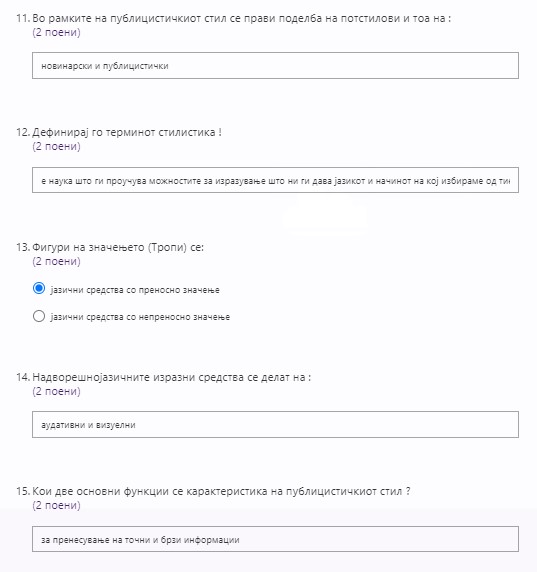 11. Во рамките на публицистичкиот стил се прави поделба на потстилови и тоа на :
(2 поени)
новинарски и публицистички
12. Дефинирај го терминот стилистика !
(2 поени)
е наука што ги проучува можностите за изразување што ни ги дава јазикот и начинот на кој избираме од
13. Фигури на значењето (Тропи) се:
(2 поени)
јазични средства со преносно значење
јазични средства со непреносно значење
14. Надворешнојазичните изразни средства се делат на :
(2 поени)
аудативни и визуелни
15. Кои две основни функции се карактеристика на публицистичкиот стил ?
(2 поени)
за пренесување на точни и брзи информации